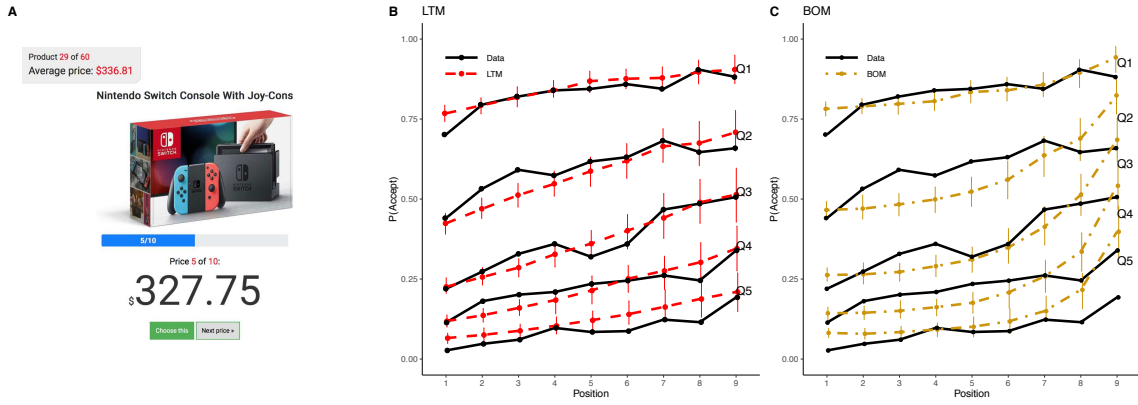 A
Product 29 of 60
Average price: $336.81
Nintendo Switch Console With Joy-Cons
NINTENDO
SWITCH
5/10
Price 5 of 10:
$327.75
Choose this
Next price »
B
LTM
P(Accept)
1.00
0.75
0.50
0.25
0.00
Data
LTM
Q1
Q2
Q3
Q4
Q5
1 2 3 4 5 6 7 8 9
Position
C
BOM
P(Accept)
1.00
0.75
0.50
0.25
0.00
Data
BOM
Q1
Q2
Q3
Q4
Q5
1 2 3 4 5 6 7 8 9
Position